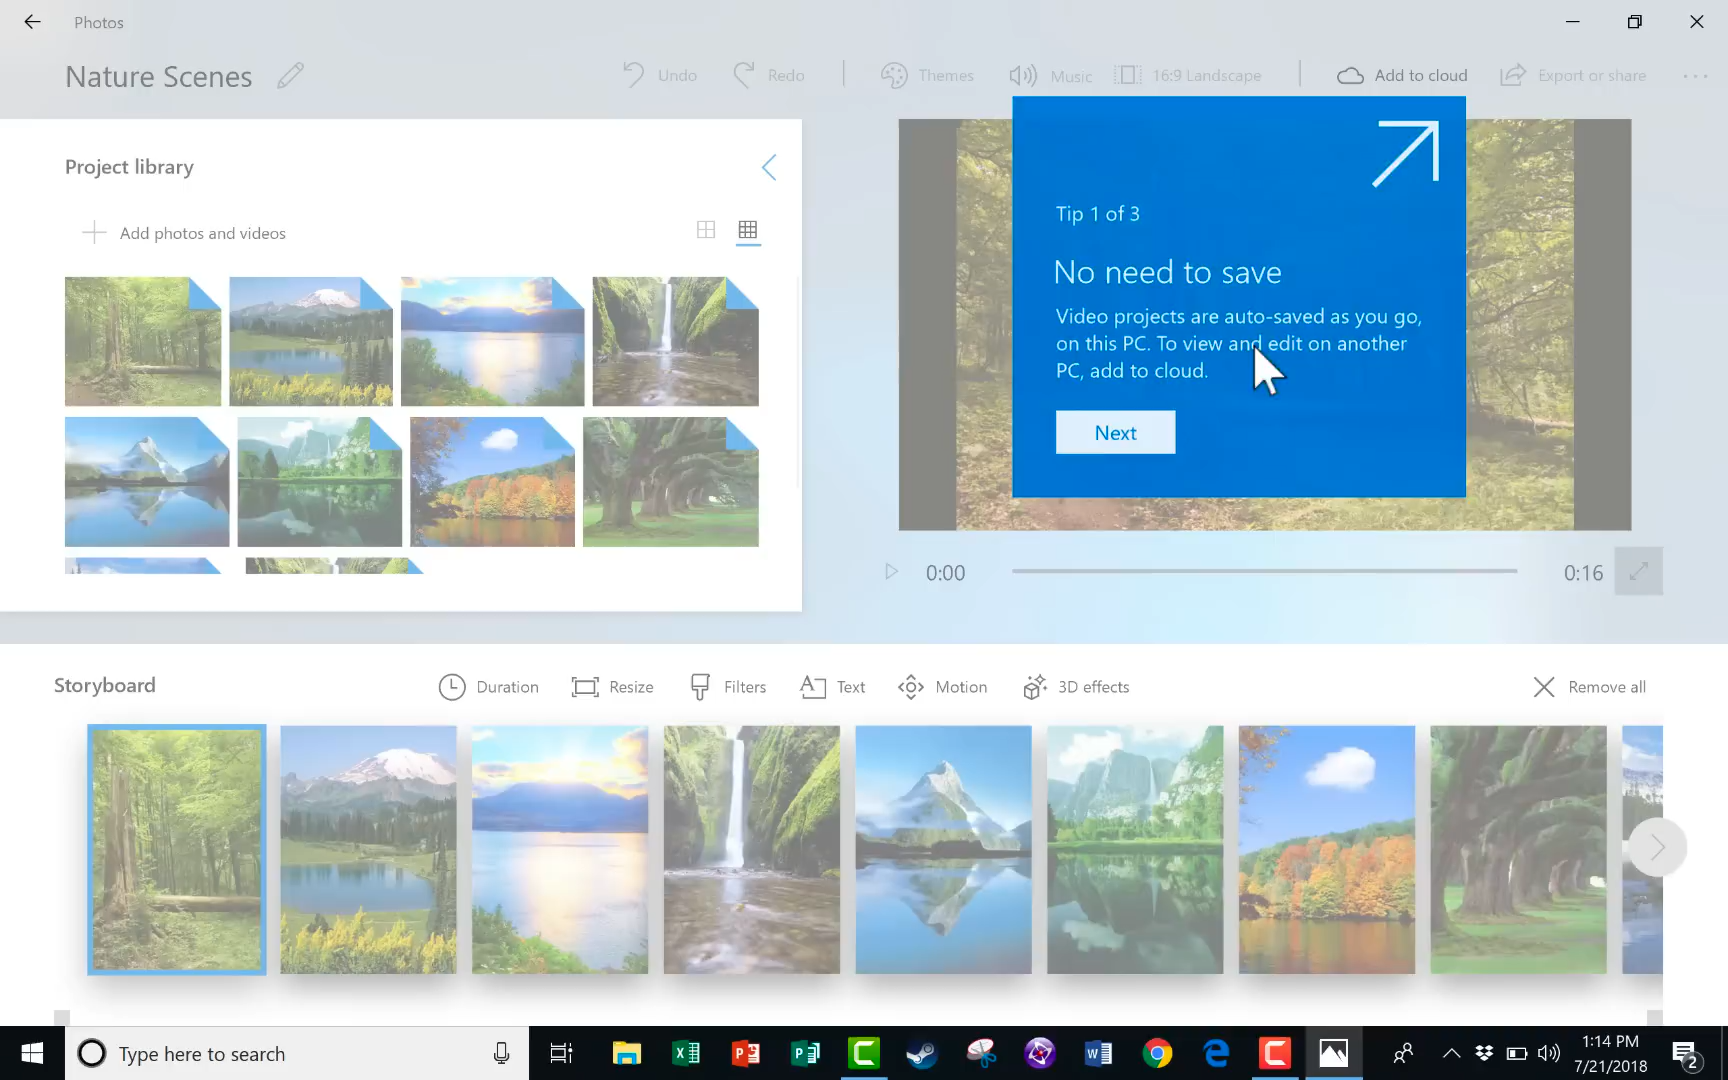 Photos
Nature Scenes
Undo
Redo
Themes
Music
16:9 Landscape
Add to cloud
Export or share
Project library
Add photos and videos
Tip 1 of 3
No need to save
Video projects are auto-saved as you go,
on this PC. To view and edit on another
PC, add to cloud.
Next
0:00
0:16
Storyboard
Duration
Resize
Filters
Text
Motion
3D effects
Remove all
Type here to search
1:14 PM
7/21/2018
2